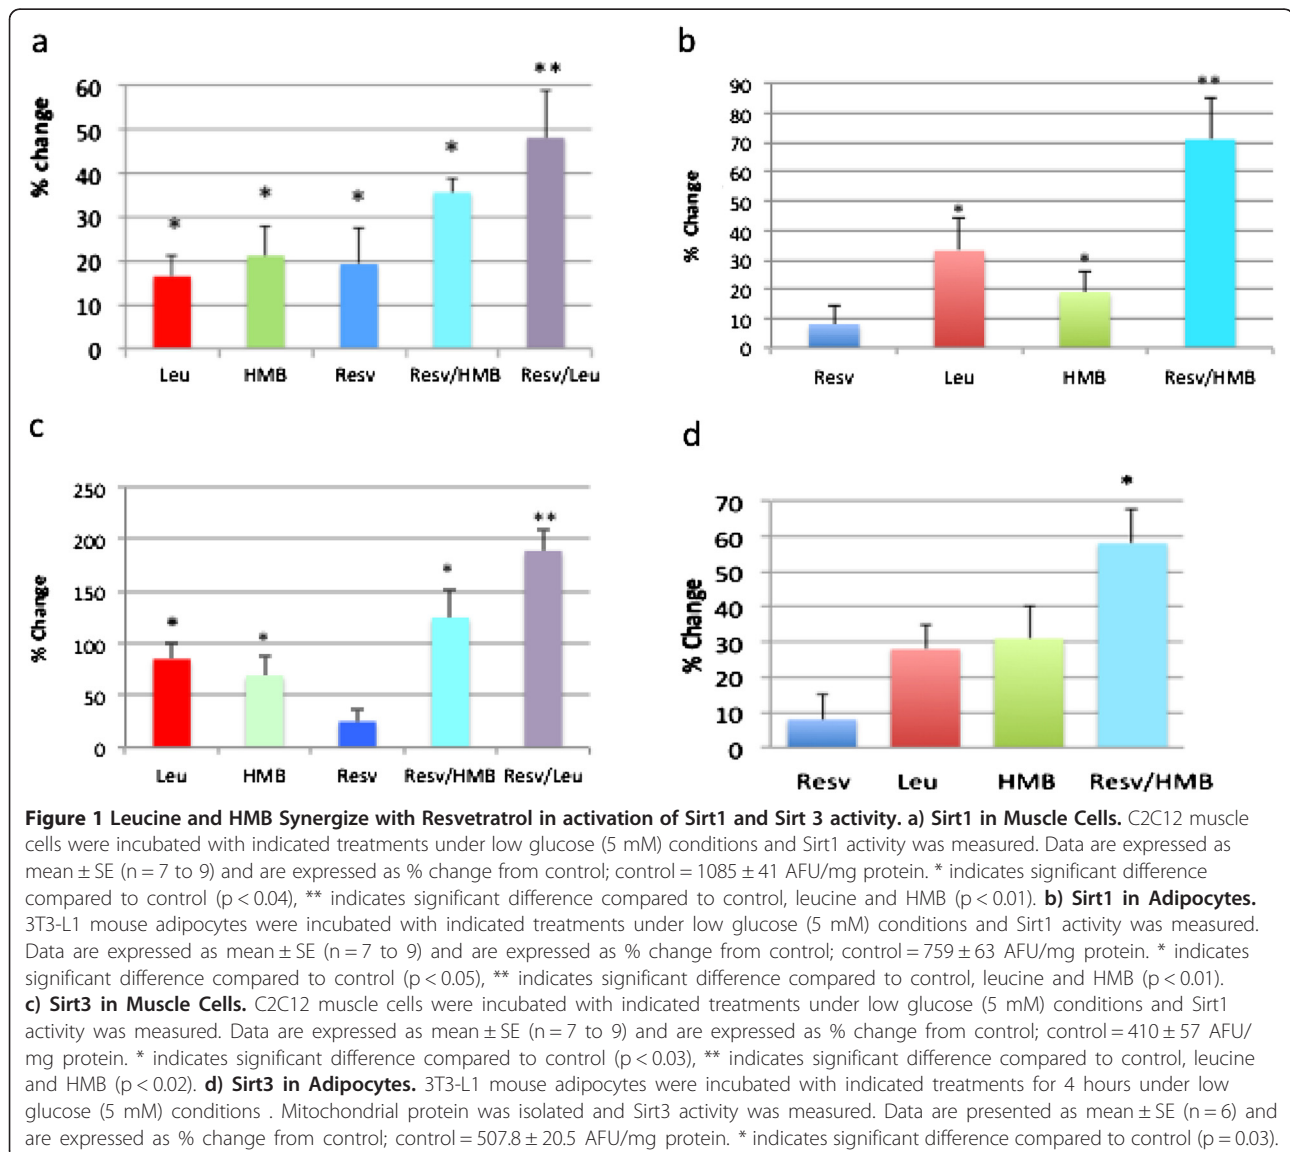 a
% change
60
50
40
30
20
10
0
* * * * **
Leu HMB Resv Resv/HMB Resv/Leu
b
% Change
90
80
70
60
50
40
30
20
10
0
* * **
Resv Leu HMB Resv/HMB
c
% Change
250
200
150
100
50
0
* * * **
Leu HMB Resv Resv/HMB Resv/Leu
d
% Change
70
60
50
40
30
20
10
0
*
Resv Leu HMB Resv/HMB
Figure 1 Leucine and HMB Synergize with Resvetratrol in activation of Sirt1 and Sirt 3 activity. a) Sirt1 in Muscle Cells. C2C12 muscle
cells were incubated with indicated treatments under low glucose (5 mM) conditions and Sirt1 activity was measured. Data are expressed as
mean ± SE (n = 7 to 9) and are expressed as % change from control; control = 1085 ± 41 AFU/mg protein. * indicates significant difference
compared to control (p < 0.04), ** indicates significant difference compared to control, leucine and HMB (p < 0.01). b) Sirt1 in Adipocytes.
3T3-L1 mouse adipocytes were incubated with indicated treatments under low glucose (5 mM) conditions and Sirt1 activity was measured.
Data are expressed as mean ± SE (n = 7 to 9) and are expressed as % change from control; control = 759 ± 63 AFU/mg protein. * indicates
significant difference compared to control (p < 0.05), ** indicates significant difference compared to control, leucine and HMB (p < 0.01).
c) Sirt3 in Muscle Cells. C2C12 muscle cells were incubated with indicated treatments under low glucose (5 mM) conditions and Sirt1
activity was measured. Data are expressed as mean ± SE (n = 7 to 9) and are expressed as % change from control; control = 410 ± 57 AFU/
mg protein. * indicates significant difference compared to control (p < 0.03), ** indicates significant difference compared to control, leucine
and HMB (p < 0.02). d) Sirt3 in Adipocytes. 3T3-L1 mouse adipocytes were incubated with indicated treatments for 4 hours under low
glucose (5 mM) conditions . Mitochondrial protein was isolated and Sirt3 activity was measured. Data are presented as mean ± SE (n = 6) and
are expressed as % change from control; control = 507.8 ± 20.5 AFU/mg protein. * indicates significant difference compared to control (p = 0.03).